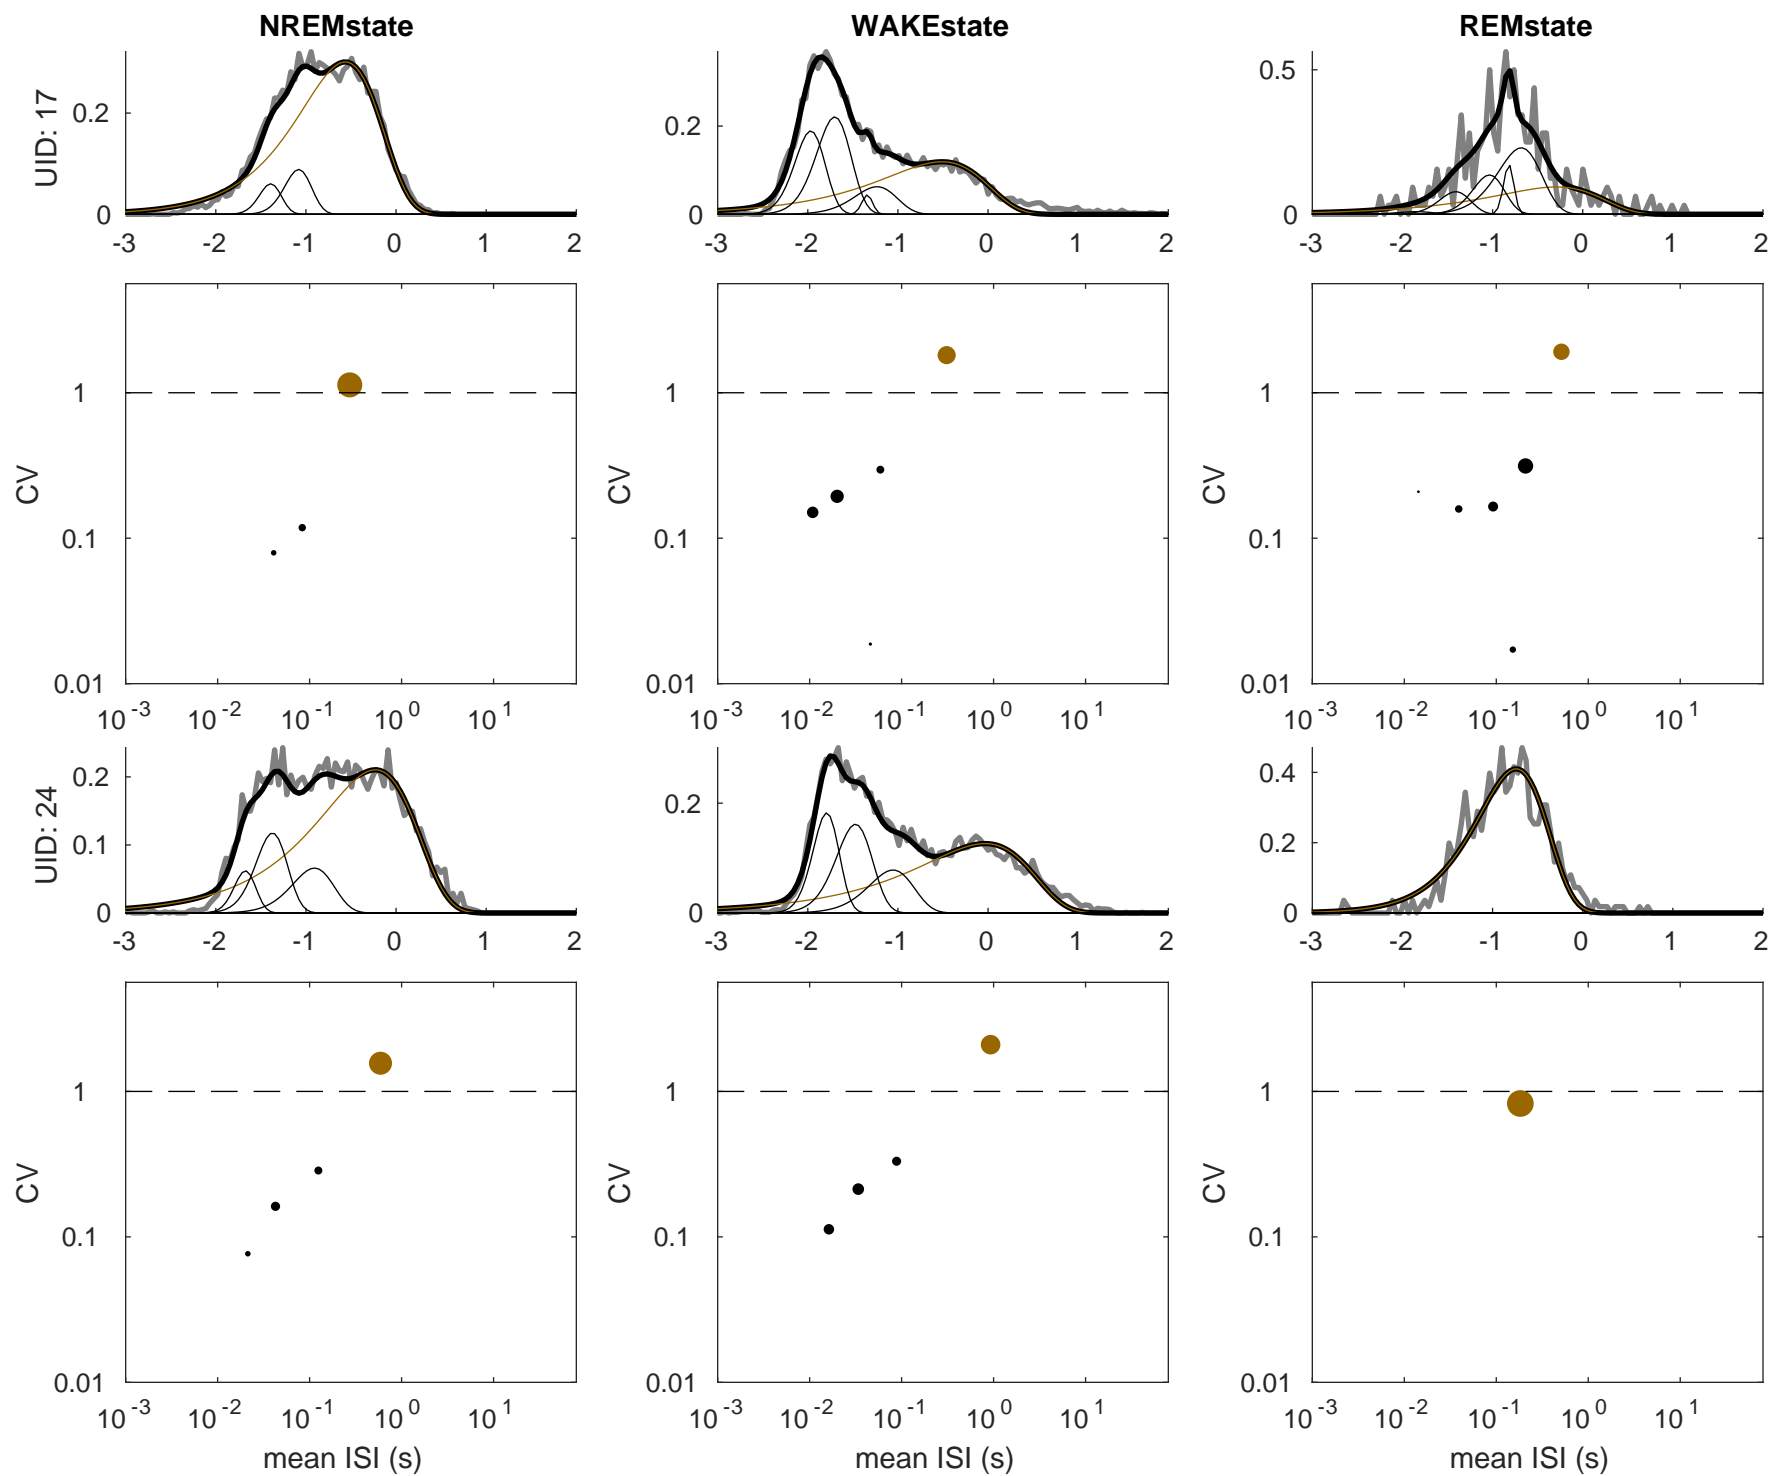 NREMstate WAKEstate REMstate
UID: 17
0.2
0
0.2
0
0.5
0
-3 -2 -1 0 1 2
-3 -2 -1 0 1 2
-3 -2 -1 0 1 2
CV
1
0.1
0.01
CV
1
0.1
0.01
CV
1
0.1
0.01
10^-3 10^-2 10^-1 10^0 10^1
10^-3 10^-2 10^-1 10^0 10^1
10^-3 10^-2 10^-1 10^0 10^1
UID: 24
0.2
0.1
0
0.2
0
0.4
0.2
0
-3 -2 -1 0 1 2
-3 -2 -1 0 1 2
-3 -2 -1 0 1 2
CV
1
0.1
0.01
CV
1
0.1
0.01
CV
1
0.1
0.01
10^-3 10^-2 10^-1 10^0 10^1
10^-3 10^-2 10^-1 10^0 10^1
10^-3 10^-2 10^-1 10^0 10^1
mean ISI (s) mean ISI (s) mean ISI (s)